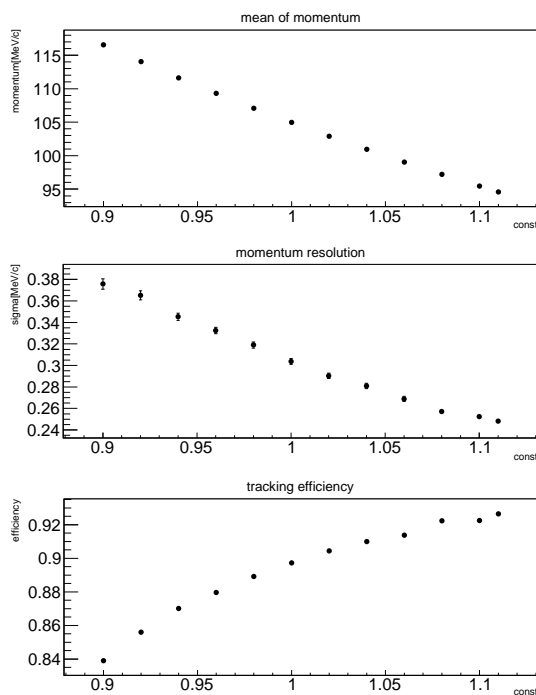 mean of momentum
momentum[MeV/c]
115
110
105
100
95
0.9 0.95 1 1.05 1.1
const
momentum resolution
sigma[MeV/c]
0.38
0.36
0.34
0.32
0.3
0.28
0.26
0.24
0.9 0.95 1 1.05 1.1
const
tracking efficiency
efficiency
0.92
0.9
0.88
0.86
0.84
0.9 0.95 1 1.05 1.1
const